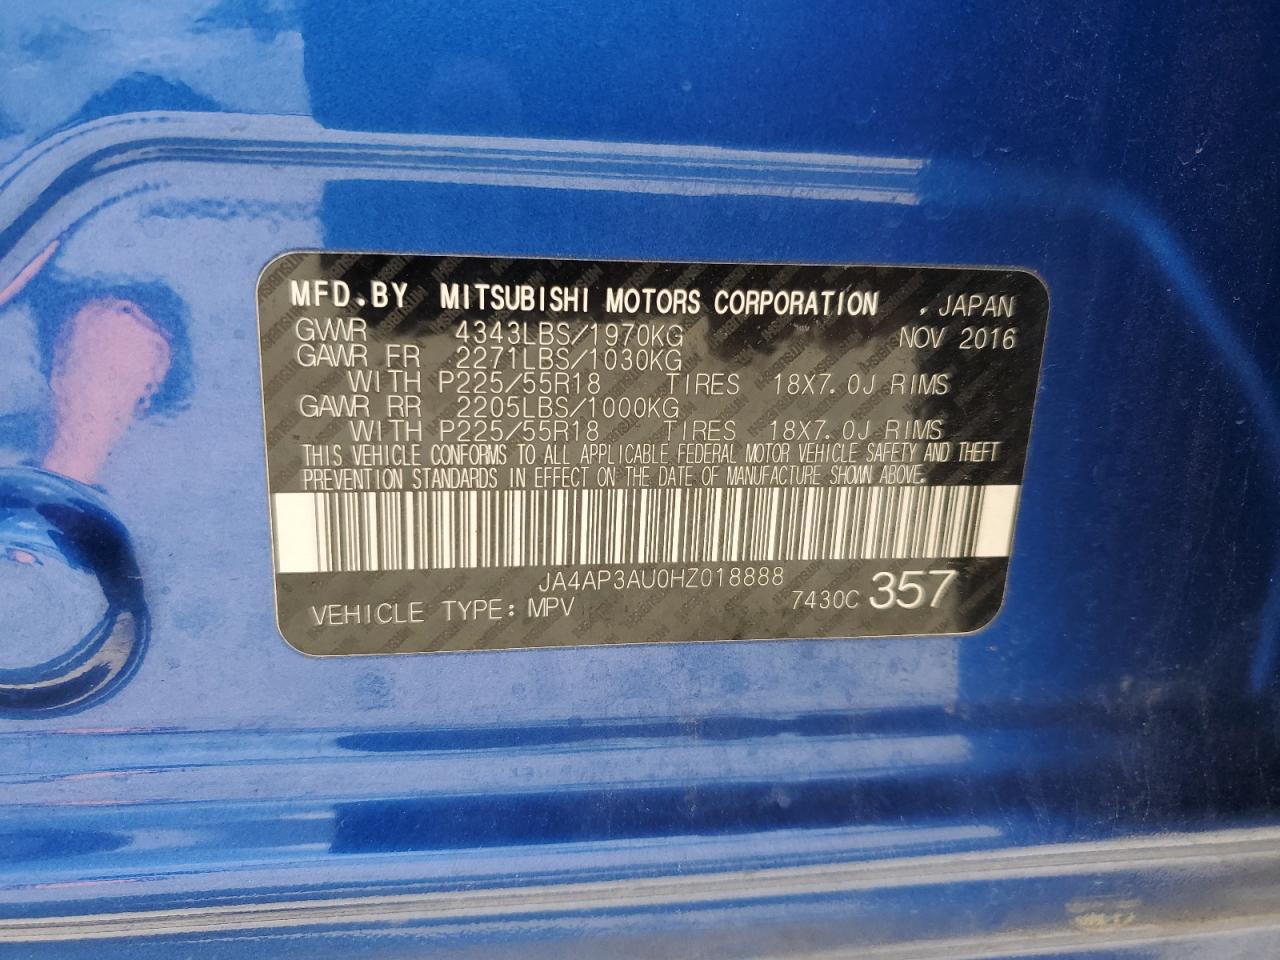 MFD.BY MITSUBISHI MOTORS CORPORATION , JAPAN
GVWR 4343LBS/1970KG NOV 2016
GAWR FR 2271LBS/1030KG
WITH P225/55R18 TIRES 18X7.0J RIMS
GAWR RR 2205LBS/1000KG
WITH P225/55R18 TIRES 18X7.0J RIMS
THIS VEHICLE CONFORMS TO ALL APPLICABLE FEDERAL MOTOR VEHICLE SAFETY AND THEFT
PREVENTION STANDARDS IN EFFECT ON THE DATE OF MANUFACTURE SHOWN ABOVE.
JA4AP3AU0HZ018888
VEHICLE TYPE: MPV 7430C 357